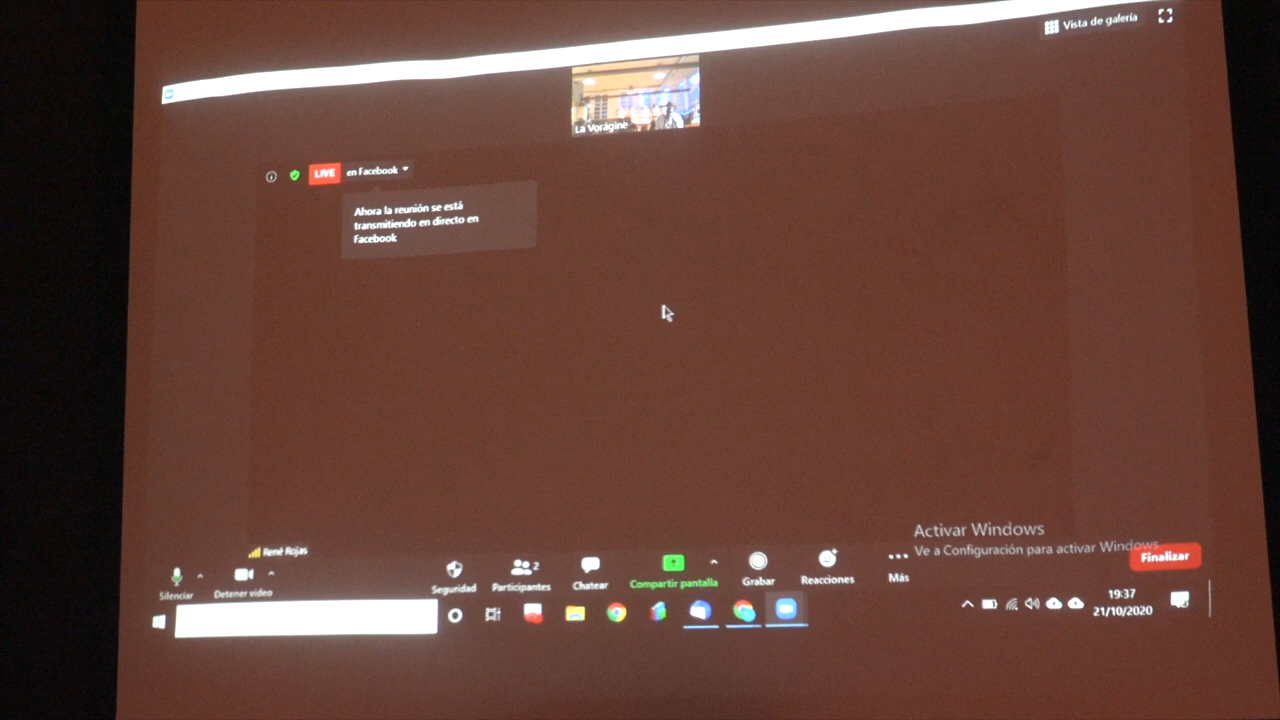 Vista de galería
La Vorágine
LIVE en Facebook
Ahora la reunión se está
transmitiendo en directo en
Facebook
René Rojas
Activar Windows
Ve a Configuración para activar Windows.
Silenciar
Detener video
Seguridad
2
Participantes
Chatear
Compartir pantalla
Grabar
Reacciones
Más
Finalizar
19:37
21/10/2020